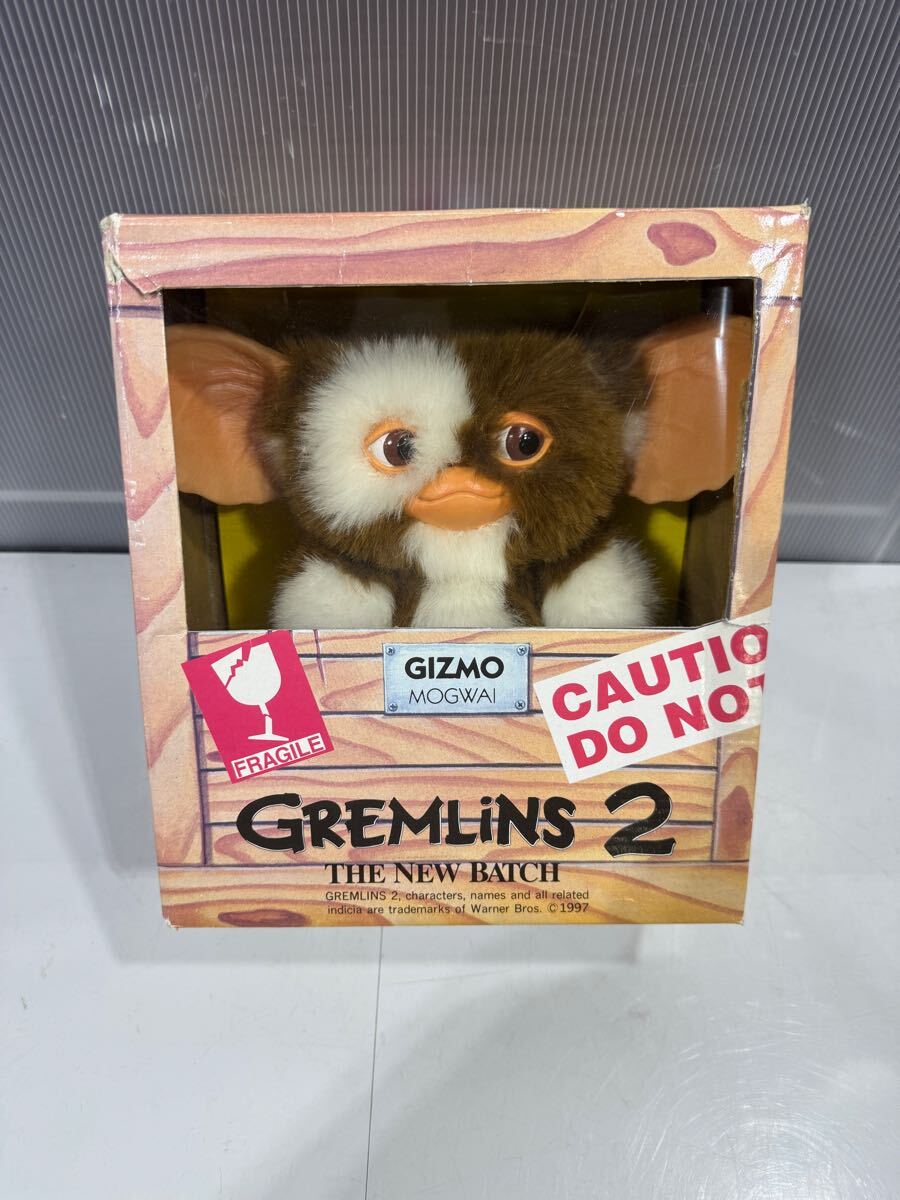 GIZMO
MOGWAI
FRAGILE
CAUTIO
DO NOT
GREMLiNS 2
THE NEW BATCH
GREMLINS 2, characters, names and all related
indicia are trademarks of Warner Bros. ©1997